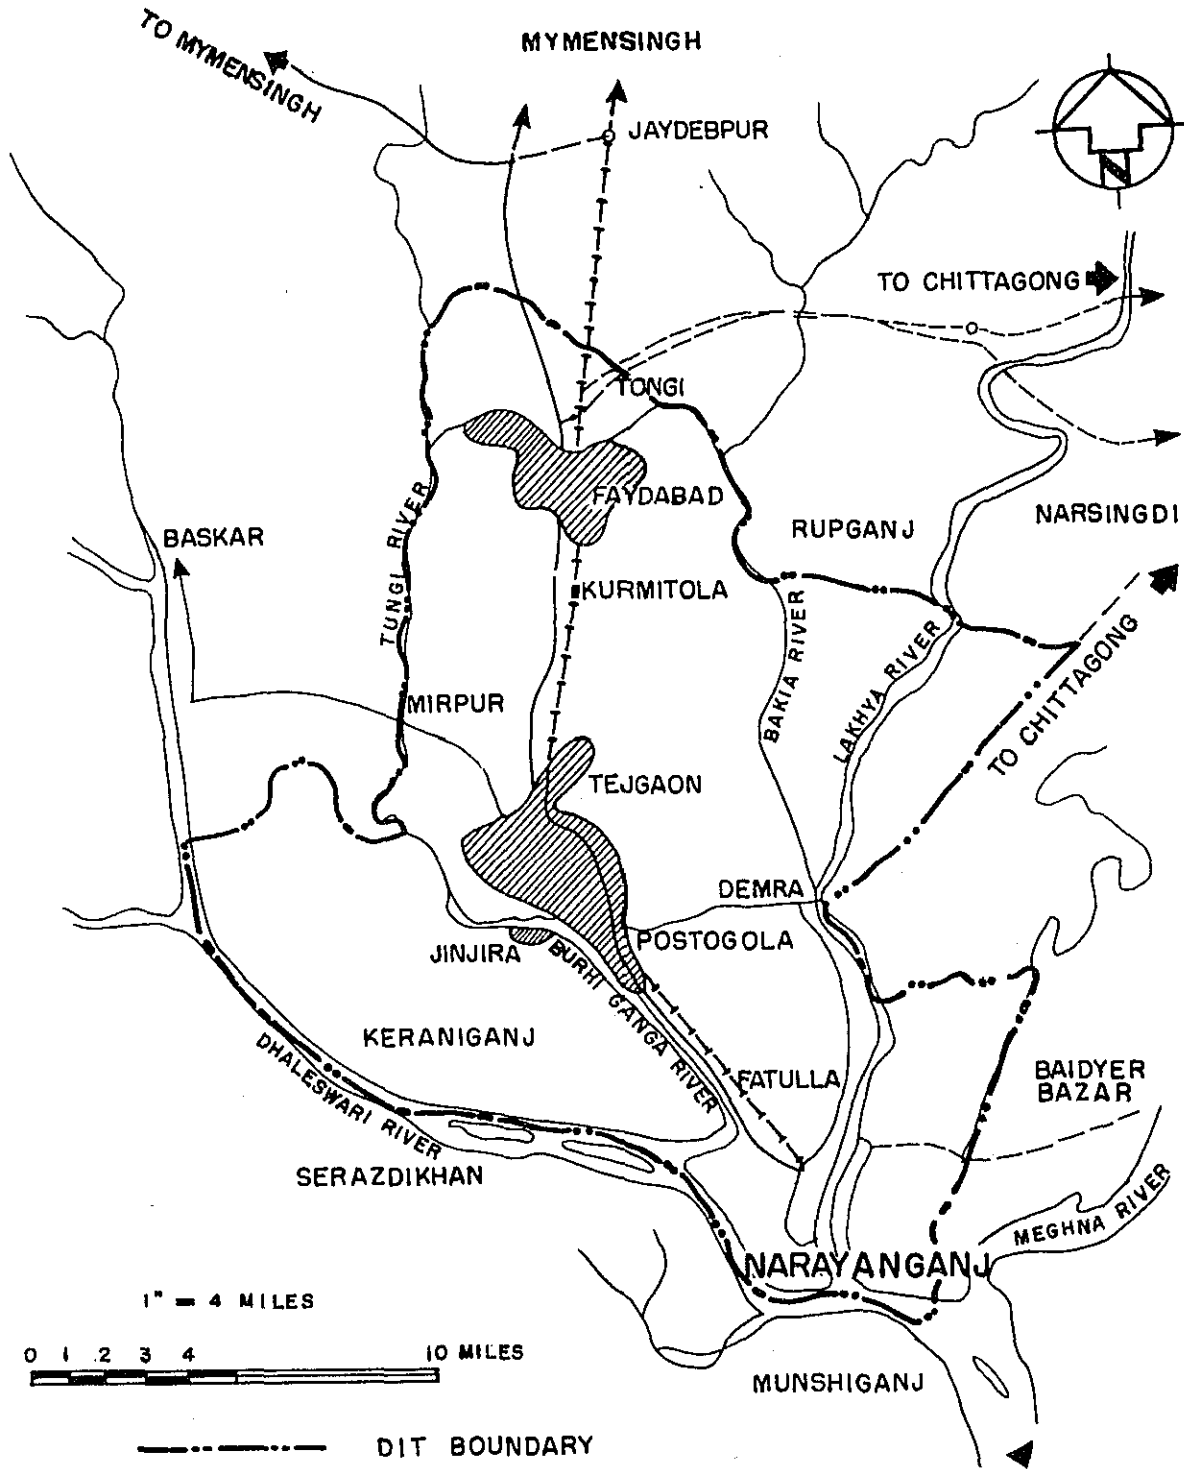 TO MYMENSINGH
MYMENSINGH
JAYDEBPUR
TO CHITTAGONG
TONGI
FAYDABAD
NARSINGDI
RUPGANJ
BASKAR
TUNGI RIVER
KURMITOLA
BAKIA RIVER
LAKHYA RIVER
MIRPUR
TO CHITTAGONG
TEJGAON
DEMRA
POSTOGOLA
JINJIRA
BURHI GANGA RIVER
KERANIGANJ
DHALESWARI RIVER
FATULLA
BAIDYER
BAZAR
SERAZDIKHAN
MEGHNA RIVER
NARAYANGANJ
1" = 4 MILES
0 1 2 3 4 10 MILES
MUNSHIGANJ
DIT BOUNDARY